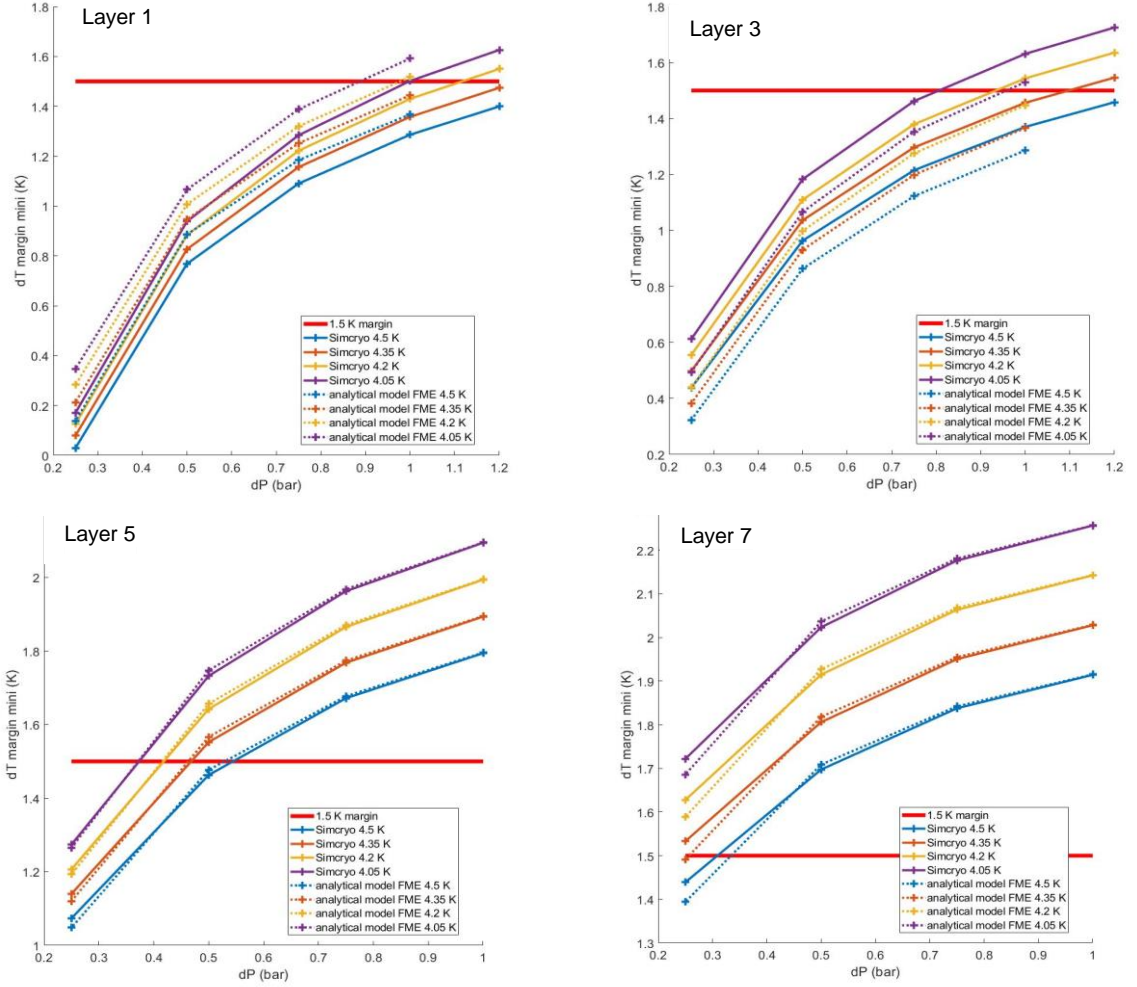 Layer 1
1.8
1.6
1.4
1.2
1
0.8
0.6
0.4
0.2
0
dT margin mini (K)
1.5 K margin
Simcryo 4.5 K
Simcryo 4.35 K
Simcryo 4.2 K
Simcryo 4.05 K
analytical model FME 4.5 K
analytical model FME 4.35 K
analytical model FME 4.2 K
analytical model FME 4.05 K
0.2 0.3 0.4 0.5 0.6 0.7 0.8 0.9 1 1.1 1.2
dP (bar)
Layer 3
1.8
1.6
1.4
1.2
1
0.8
0.6
0.4
0.2
dT margin mini (K)
1.5 K margin
Simcryo 4.5 K
Simcryo 4.35 K
Simcryo 4.2 K
Simcryo 4.05 K
analytical model FME 4.5 K
analytical model FME 4.35 K
analytical model FME 4.2 K
analytical model FME 4.05 K
0.2 0.3 0.4 0.5 0.6 0.7 0.8 0.9 1 1.1 1.2
dP (bar)
Layer 5
2
1.8
1.6
1.4
1.2
1
dT margin mini (K)
1.5 K margin
Simcryo 4.5 K
Simcryo 4.35 K
Simcryo 4.2 K
Simcryo 4.05 K
analytical model FME 4.5 K
analytical model FME 4.35 K
analytical model FME 4.2 K
analytical model FME 4.05 K
0.2 0.3 0.4 0.5 0.6 0.7 0.8 0.9 1
dP (bar)
Layer 7
2.2
2.1
2
1.9
1.8
1.7
1.6
1.5
1.4
1.3
dT margin mini (K)
1.5 K margin
Simcryo 4.5 K
Simcryo 4.35 K
Simcryo 4.2 K
Simcryo 4.05 K
analytical model FME 4.5 K
analytical model FME 4.35 K
analytical model FME 4.2 K
analytical model FME 4.05 K
0.2 0.3 0.4 0.5 0.6 0.7 0.8 0.9 1
dP (bar)